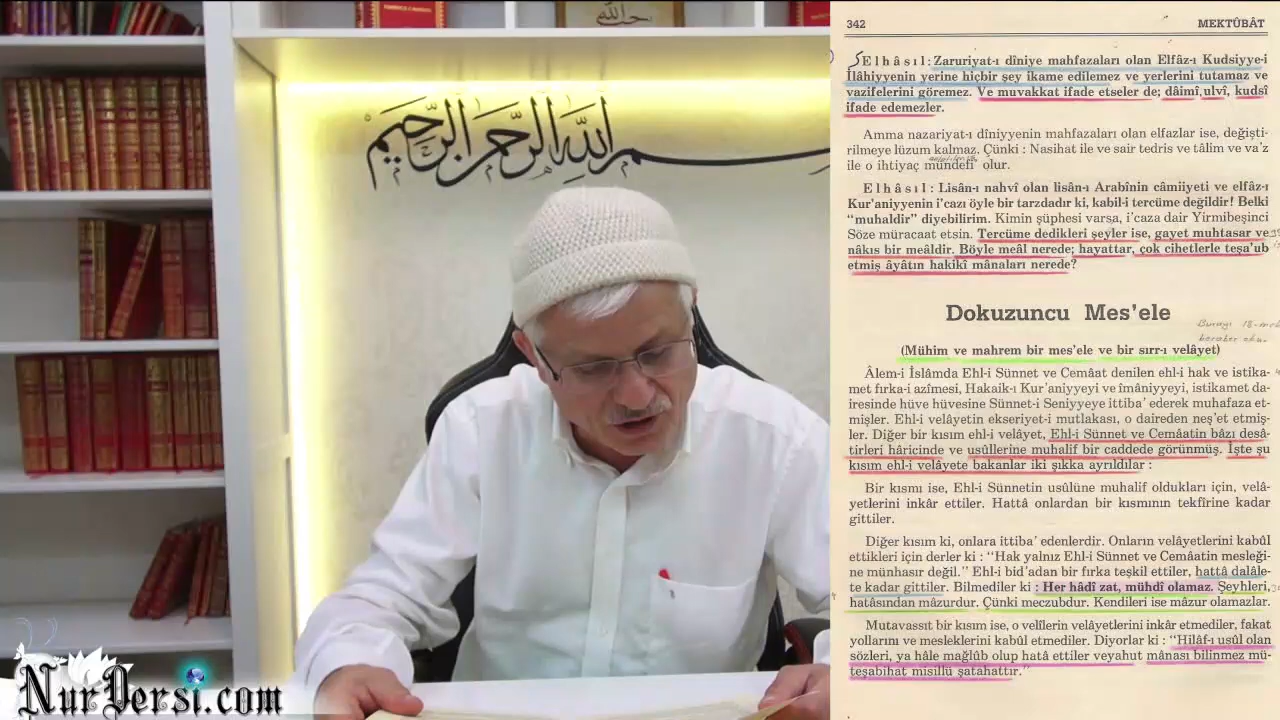 بسم الله الرحمن الرحيم
342
MEKTÛBÂT
E l h â s ı l : Zaruriyat-ı dîniye mahfazaları olan Elfâz-ı Kudsiyye-i
İlâhiyyenin yerine hiçbir şey ikame edilemez ve yerlerini tutamaz ve
vazifelerini göremez. Ve muvakkat ifade etseler de; dâimî, ulvî, kudsî
ifade edemezler.
Amma nazariyat-ı dîniyyenin mahfazaları olan elfazlar ise, değişti-
rilmeye lüzum kalmaz. Çünki : Nasihat ile ve sair tedris ve tâlim ve va'z
ile o ihtiyaç mündefi' olur.
E l h â s ı l : Lisân-ı nahvî olan lisân-ı Arabînin câmiiyeti ve elfâz-ı
Kur'aniyyenin i'cazı öyle bir tarzdadır ki, kabil-i tercüme değildir! Belki
"muhaldir" diyebilirim. Kimin şüphesi varsa, i'caza dair Yirmibeşinci
Söze müracaat etsin. Tercüme dedikleri şeyler ise, gayet muhtasar ve
nâkıs bir meâldir. Böyle meâl nerede; hayattar, çok cihetlerle teşa'ub
etmiş âyâtın hakikî mânaları nerede?
Dokuzuncu Mes'ele
(Mühim ve mahrem bir mes'ele ve bir sırr-ı velâyet)
Âlem-i İslâmda Ehl-i Sünnet ve Cemâat denilen ehl-i hak ve istika-
met fırka-i azîmesi, Hakaik-ı Kur'aniyyeyi ve îmâniyyeyi, istikamet da-
iresinde hüve hüvesine Sünnet-i Seniyyeye ittiba' ederek muhafaza et-
mişler. Ehl-i velâyetin ekseriyet-i mutlakası, o daireden neş'et etmiş-
ler. Diğer bir kısım ehl-i velâyet, Ehl-i Sünnet ve Cemâatin bâzı desâ-
tirleri hâricinde ve usûllerine muhalif bir caddede görünmüş. İşte şu
kısım ehl-i velâyete bakanlar iki şıkka ayrıldılar :
Bir kısmı ise, Ehl-i Sünnetin usûlüne muhalif oldukları için, velâ-
yetlerini inkâr ettiler. Hattâ onlardan bir kısmının tekfîrine kadar
gittiler.
Diğer kısım ki, onlara ittiba' edenlerdir. Onların velâyetlerini kabûl
ettikleri için derler ki : "Hak yalnız Ehl-i Sünnet ve Cemâatin mesleği-
ne münhasır değil." Ehl-i bid'adan bir fırka teşkil ettiler, hattâ dalâle-
te kadar gittiler. Bilmediler ki : Her hâdî zat, mühdî olamaz. Şeyhleri,
hatâsından mâzurdur. Çünki meczubdur. Kendileri ise mâzur olamazlar.
Mutavassıt bir kısım ise, o velîlerin velâyetlerini inkâr etmediler, fakat
yollarını ve mesleklerini kabûl etmediler. Diyorlar ki : "Hilâf-ı usûl olan
sözleri, ya hâle mağlûb olup hatâ ettiler veyahut mânası bilinmez mü-
teşabihat misillü şatahattır."
NurDersi.com